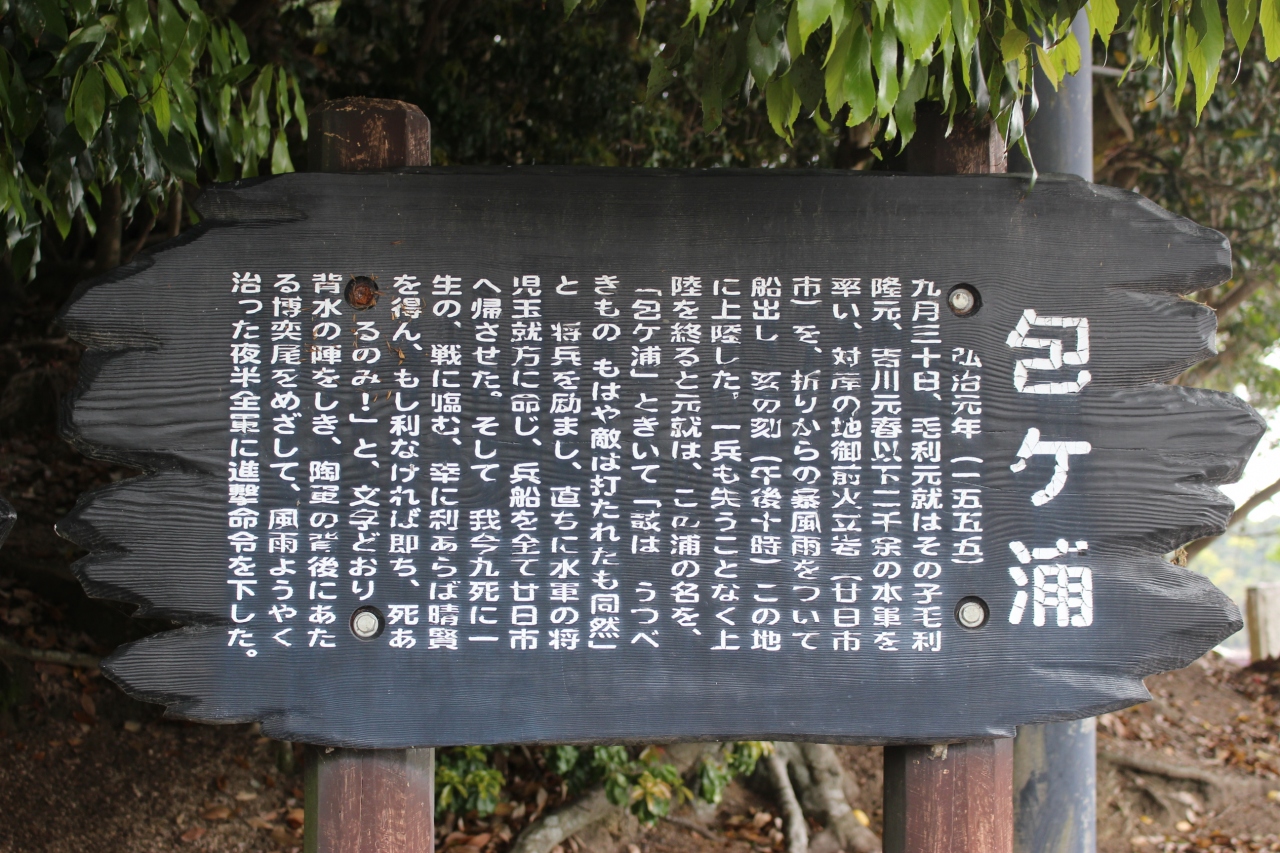 包ケ浦
弘治元年(一五五五)
九月三十日、毛利元就はその子毛利
隆元、吉川元春以下二千余の本軍を
率い、対岸の地御前火立岩(廿日市
市)を、折りからの暴風雨をついて
船出し 亥の刻(午後十時)この地
に上陸した。一兵も失うことなく上
陸を終ると元就は、この浦の名を、
「包ケ浦」ときいて「鼓は うつべ
きもの もはや敵は打たれたも同然」
と 将兵を励まし、直ちに水軍の将
児玉就方に命じ、兵船を全て廿日市
へ帰させた。そして 我今九死に一
生の、戦に臨む、幸に利あらば晴賢
を得ん、もし利なければ即ち、死あ
るのみ!」と、文字どおり
背水の陣をしき、陶軍の背後にあた
る博奕尾をめざして、風雨ようやく
治った夜半全軍に進撃命令を下した。